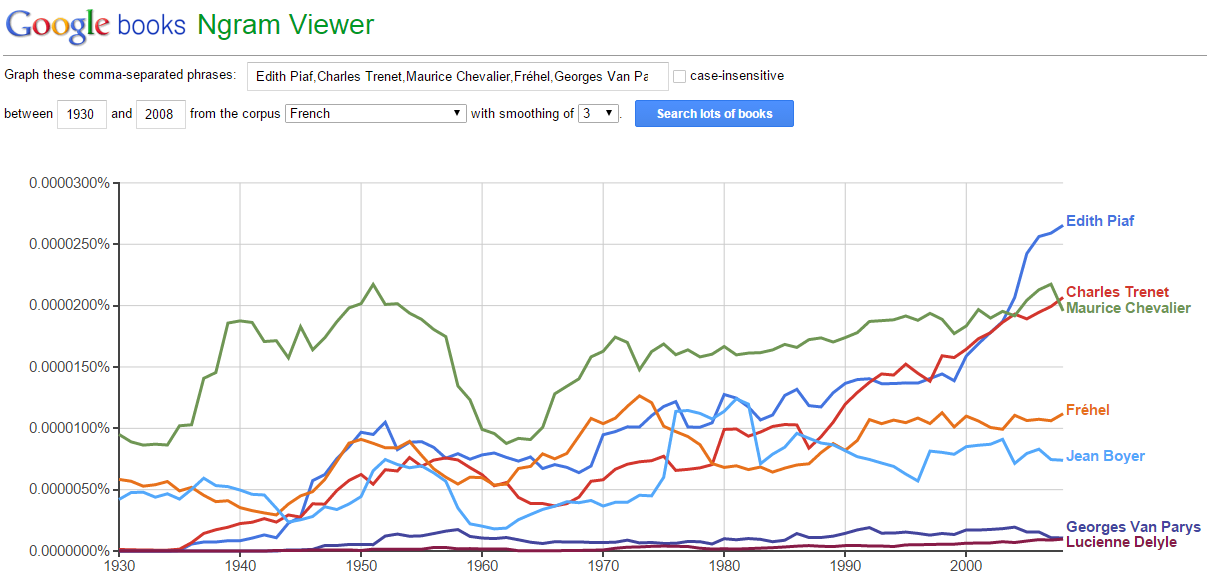 Google books Ngram Viewer
Graph these comma-separated phrases: Edith Piaf,Charles Trenet,Maurice Chevalier,Fréhel,Georges Van Pa case-insensitive
between 1930 and 2008 from the corpus French with smoothing of 3 . Search lots of books
0.0000300%
0.0000250%
0.0000200%
0.0000150%
0.0000100%
0.0000050%
0.0000000%
Edith Piaf
Charles Trenet
Maurice Chevalier
Fréhel
Jean Boyer
Georges Van Parys
Lucienne Delyle
1930 1940 1950 1960 1970 1980 1990 2000